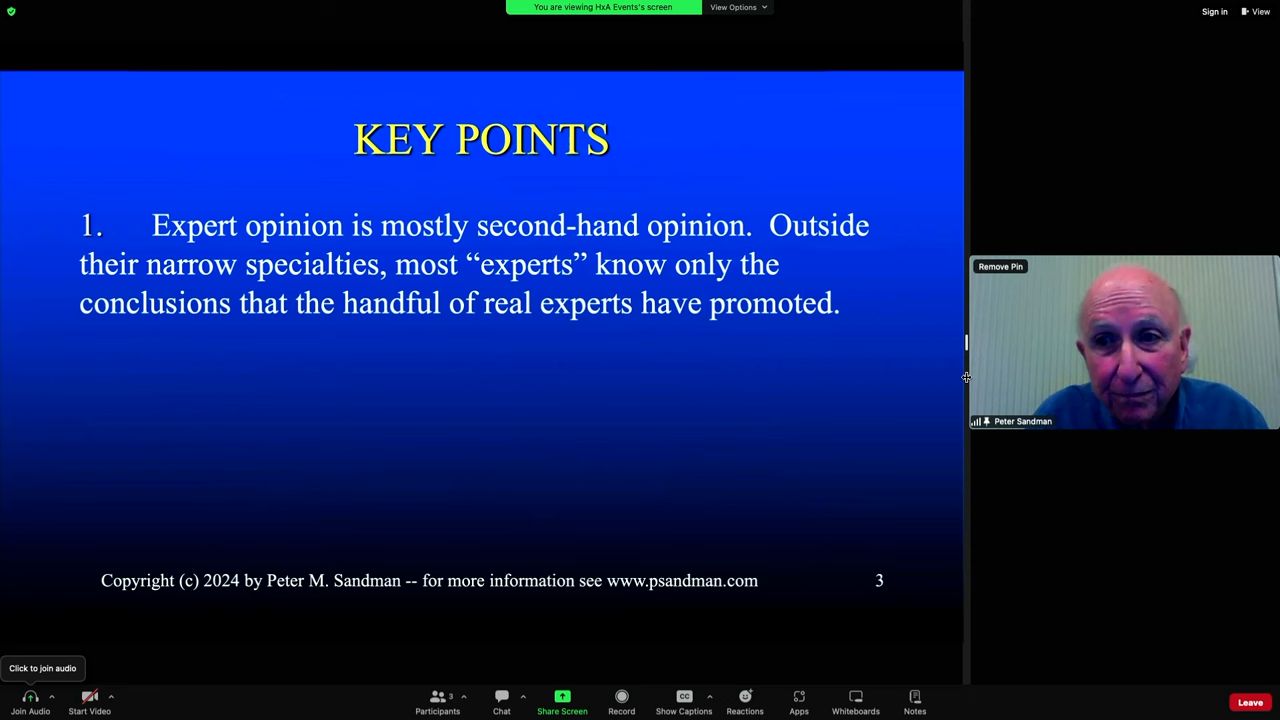 You are viewing HxA Events's screen
View Options
Sign in
View
KEY POINTS
1. Expert opinion is mostly second-hand opinion. Outside
their narrow specialties, most “experts” know only the
conclusions that the handful of real experts have promoted.
Remove Pin
Peter Sandman
Copyright (c) 2024 by Peter M. Sandman -- for more information see www.psandman.com
3
Click to join audio
Join Audio
Start Video
3
Participants
Chat
Share Screen
Record
CC
Show Captions
Reactions
Apps
Whiteboards
Notes
Leave